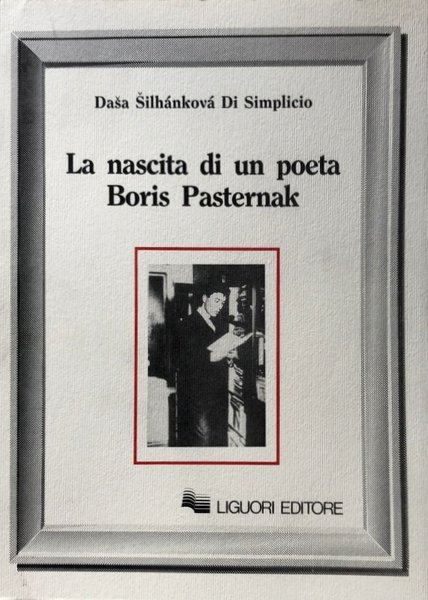 Daša Šilhánková Di Simplicio
La nascita di un poeta
Boris Pasternak
LIGUORI EDITORE